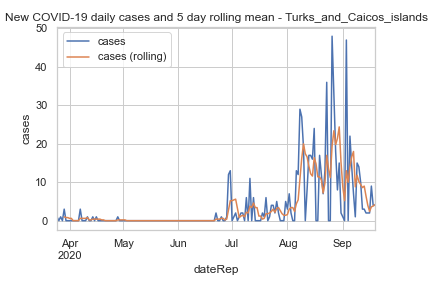 New COVID-19 daily cases and 5 day rolling mean - Turks_and_Caicos_islands
cases
cases (rolling)
50
40
30
20
10
0
cases
Apr
2020
May
Jun
Jul
Aug
Sep
dateRep